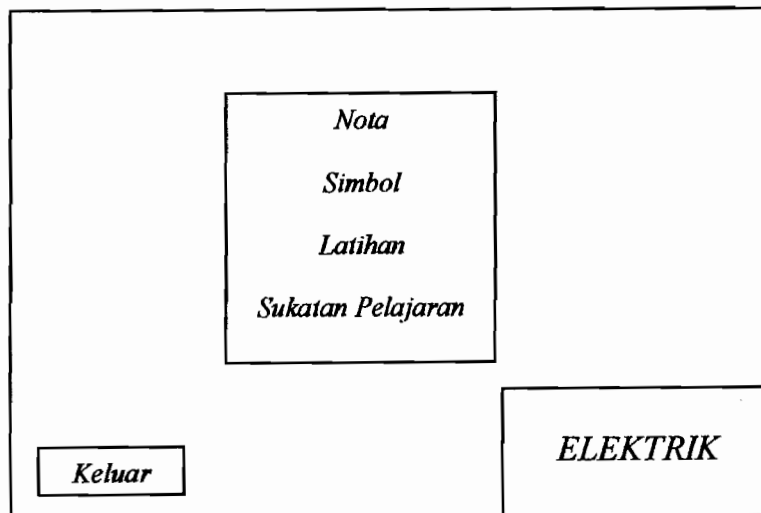 Nota
Simbol
Latihan
Sukatan Pelajaran
ELEKTRIK
Keluar